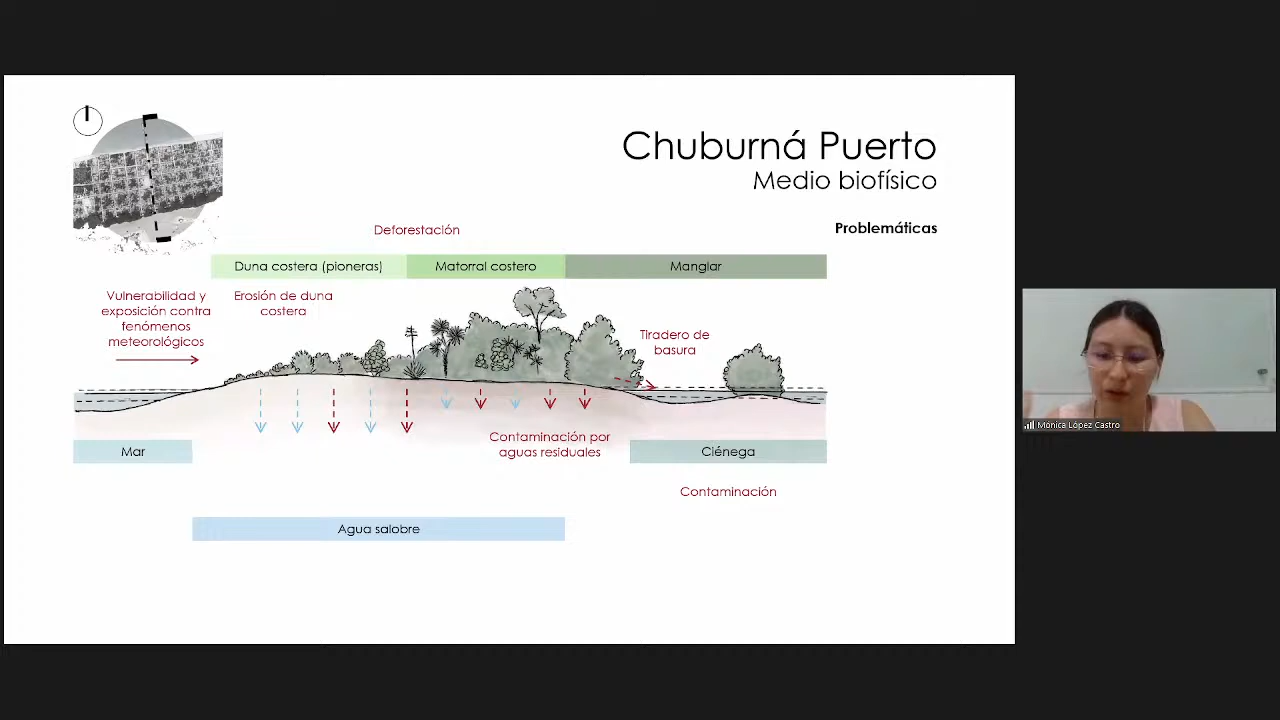 Chuburná Puerto
Medio biofísico
Problemáticas
Deforestación
Duna costera (pioneras)
Matorral costero
Manglar
Vulnerabilidad y
exposición contra
fenómenos
meteorológicos
Erosión de duna
costera
Tiradero de
basura
Contaminación por
aguas residuales
Mar
Ciénega
Contaminación
Agua salobre
Mónica López Castro